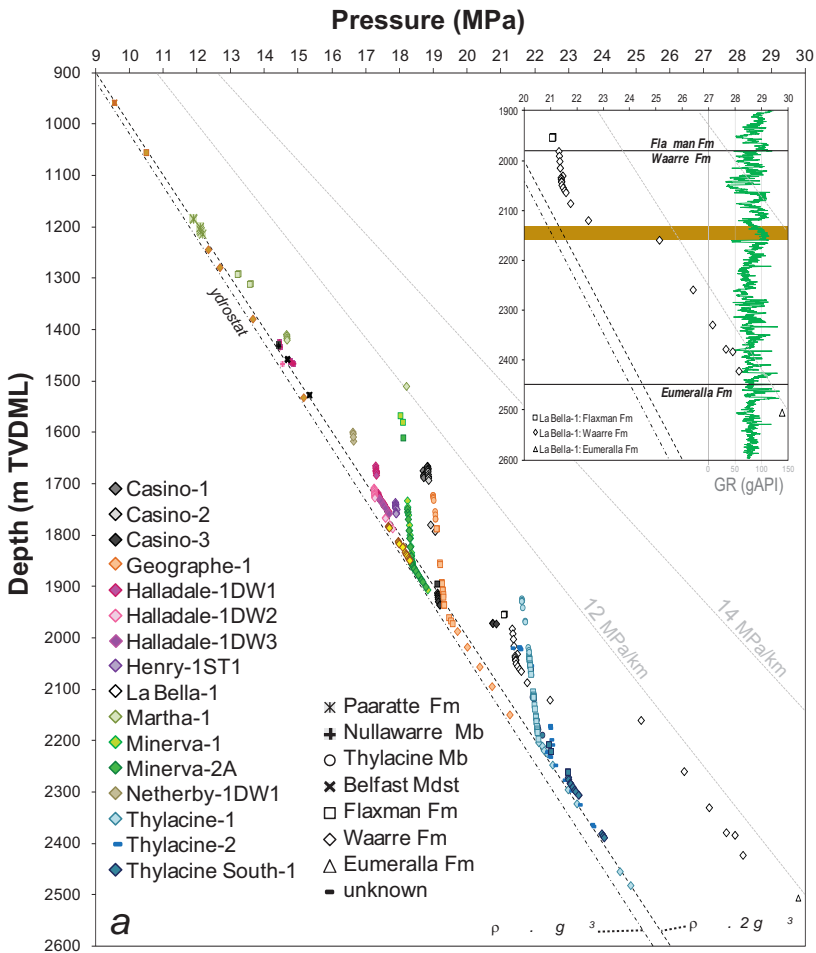 Pressure (MPa)
9 10 11 12 13 14 15 16 17 18 19 20 21 22 23 24 25 26 27 28 29 30
Depth (m TVDML)
900
1000
1100
1200
1300
1400
1500
1600
1700
1800
1900
2000
2100
2200
2300
2400
2500
2600
ydrostat
12 MPa/km
14 MPa/km
Casino-1
Casino-2
Casino-3
Geographe-1
Halladale-1DW1
Halladale-1DW2
Halladale-1DW3
Henry-1ST1
La Bella-1
Martha-1
Minerva-1
Minerva-2A
Netherby-1DW1
Thylacine-1
Thylacine-2
Thylacine South-1
Paaratte Fm
Nullawarre Mb
Thylacine Mb
Belfast Mdst
Flaxman Fm
Waarre Fm
Eumeralla Fm
unknown
a
ρ . g ³ ρ . 2 g ³
20 21 22 23 24 25 26 27 28 29 30
1900
2000
2100
2200
2300
2400
2500
2600
Fla man Fm
Waarre Fm
Eumeralla Fm
La Bella-1: Flaxman Fm
La Bella-1: Waarre Fm
La Bella-1: Eumeralla Fm
0 50 100 150
GR (gAPI)